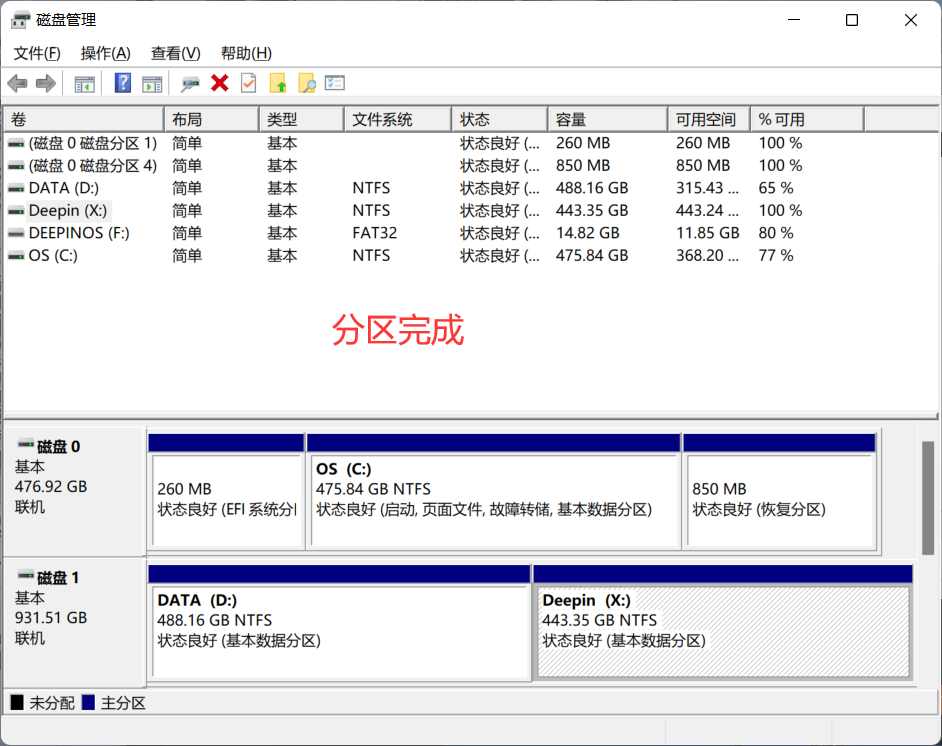 磁盘管理
文件(F) 操作(A) 查看(V) 帮助(H)
卷 布局 类型 文件系统 状态 容量 可用空间 % 可用
(磁盘 0 磁盘分区 1) 简单 基本 状态良好 (... 260 MB 260 MB 100 %
(磁盘 0 磁盘分区 4) 简单 基本 状态良好 (... 850 MB 850 MB 100 %
DATA (D:) 简单 基本 NTFS 状态良好 (... 488.16 GB 315.43 ... 65 %
Deepin (X:) 简单 基本 NTFS 状态良好 (... 443.35 GB 443.24 ... 100 %
DEEPINOS (F:) 简单 基本 FAT32 状态良好 (... 14.82 GB 11.85 GB 80 %
OS (C:) 简单 基本 NTFS 状态良好 (... 475.84 GB 368.20 ... 77 %
分区完成
磁盘 0
基本
476.92 GB
联机
260 MB
状态良好 (EFI 系统分
OS (C:)
475.84 GB NTFS
状态良好 (启动, 页面文件, 故障转储, 基本数据分区)
850 MB
状态良好 (恢复分区)
磁盘 1
基本
931.51 GB
联机
DATA (D:)
488.16 GB NTFS
状态良好 (基本数据分区)
Deepin (X:)
443.35 GB NTFS
状态良好 (基本数据分区)
未分配 主分区